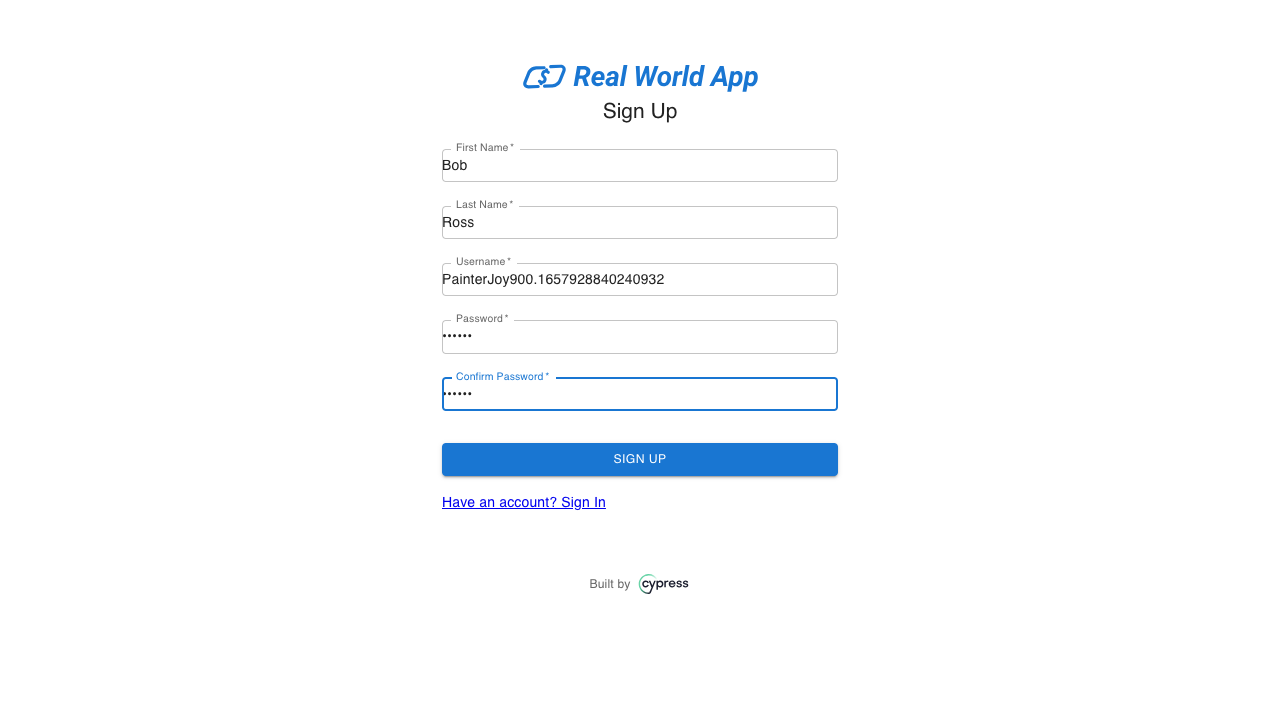 Real World App
Sign Up
First Name *
Bob
Last Name *
Ross
Username *
PainterJoy900.1657928840240932
Password *
••••••
Confirm Password *
••••••
SIGN UP
Have an account? Sign In
Built by cypress